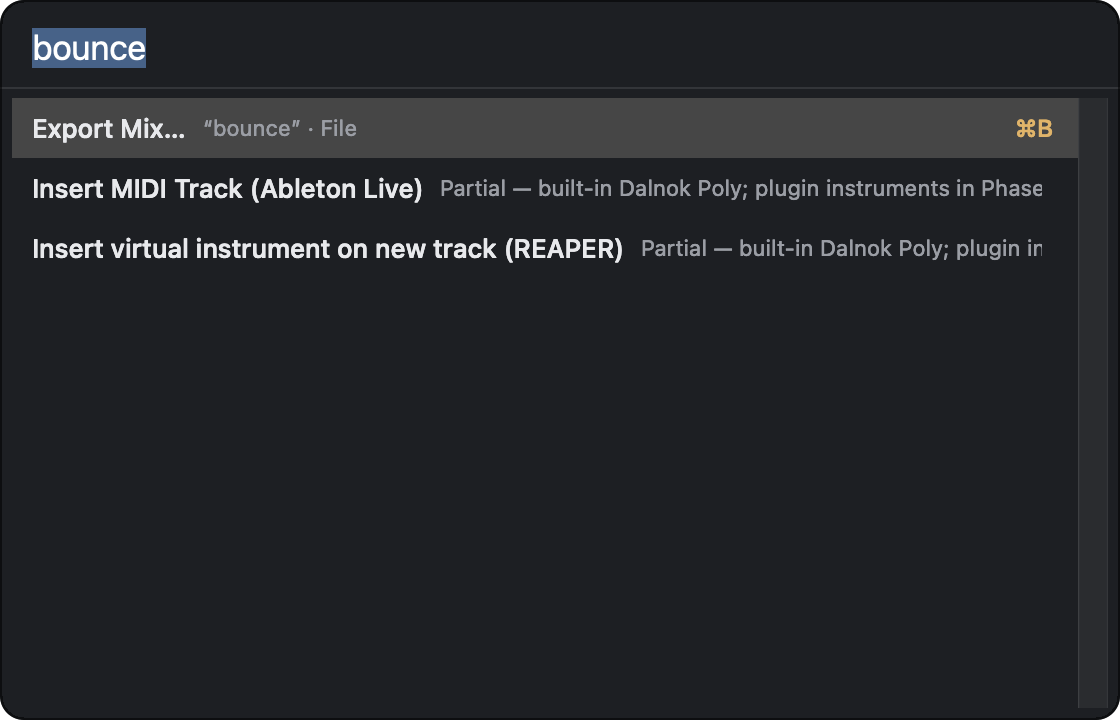 bounce
Export Mix... “bounce” · File ⌘B
Insert MIDI Track (Ableton Live) Partial — built-in Dalnok Poly; plugin instruments in Phase
Insert virtual instrument on new track (REAPER) Partial — built-in Dalnok Poly; plugin in